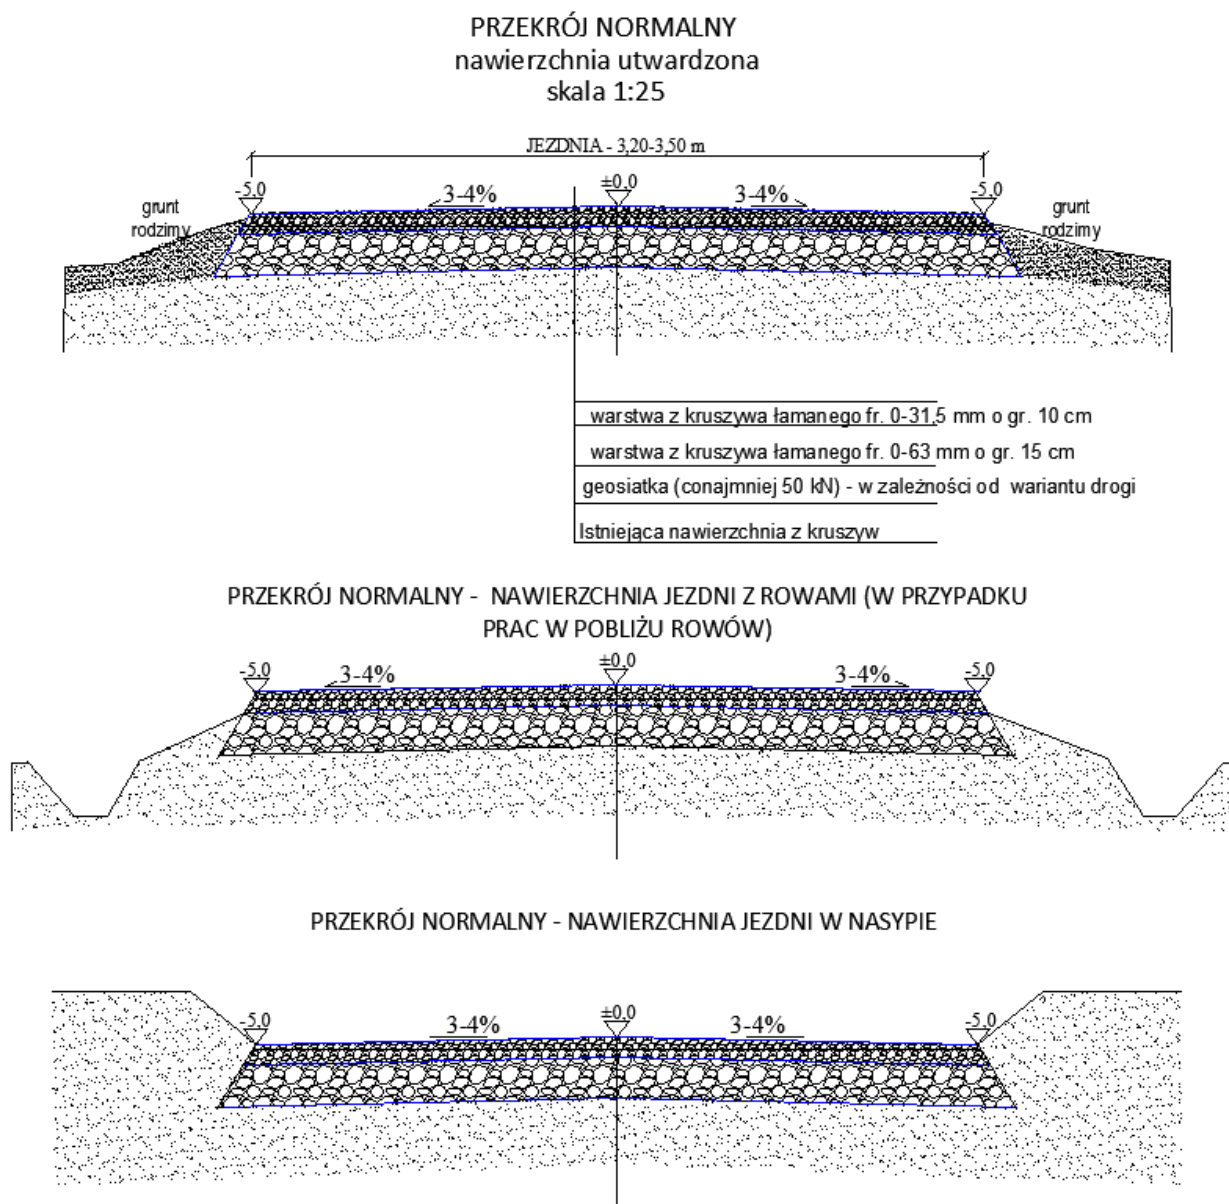 PRZEKRÓJ NORMALNY
nawierzchnia utwardzona
skala 1:25
JEZDNIA - 3,20-3,50 m
-5,0 3-4% ±0,0 3-4% -5,0
grunt
rodzimy
grunt
rodzimy
warstwa z kruszywa łamanego fr. 0-31,5 mm o gr. 10 cm
warstwa z kruszywa łamanego fr. 0-63 mm o gr. 15 cm
geosiatka (conajmniej 50 kN) - w zależności od wariantu drogi
Istniejąca nawierzchnia z kruszyw
PRZEKRÓJ NORMALNY - NAWIERZCHNIA JEZDNI Z ROWAMI (W PRZYPADKU
PRAC W POBLIŻU ROWÓW)
-5,0 3-4% ±0,0 3-4% -5,0
PRZEKRÓJ NORMALNY - NAWIERZCHNIA JEZDNI W NASYPIE
-5,0 3-4% ±0,0 3-4% -5,0